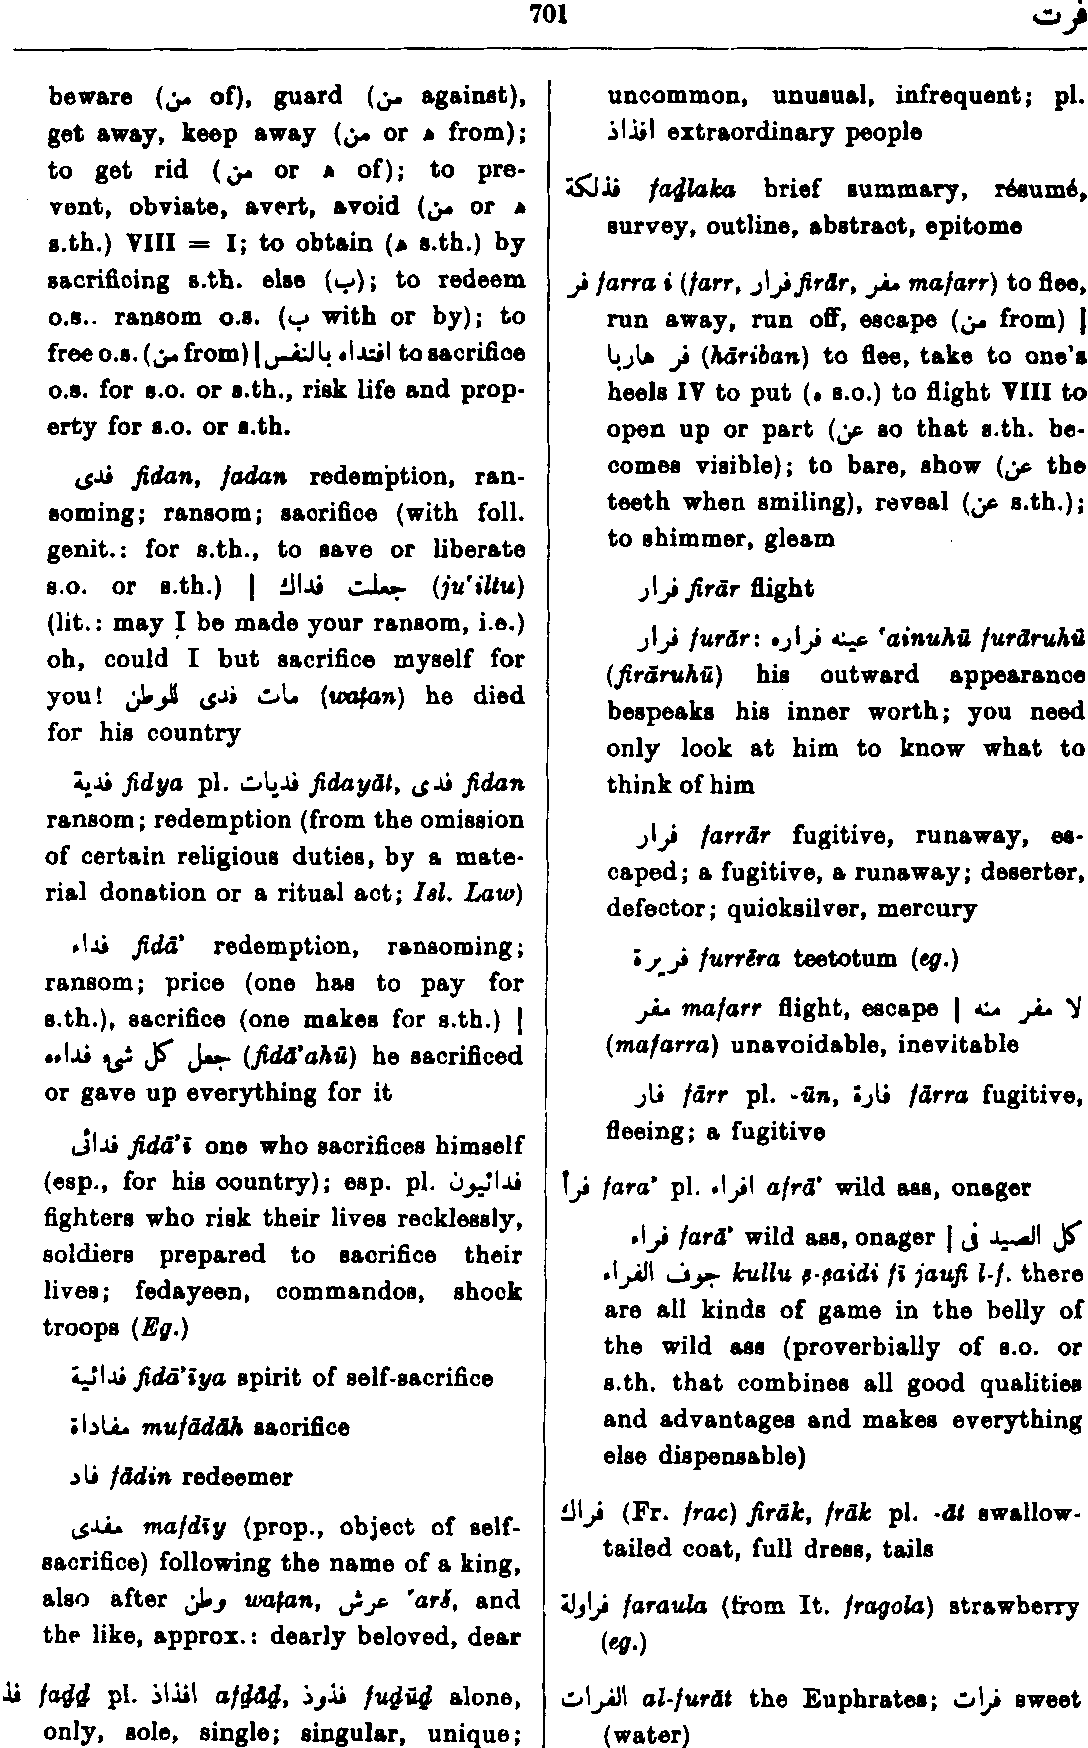 701
فرت
beware (من of), guard (من against),
get away, keep away (من or ه from);
to get rid (من or ه of); to pre-
vent, obviate, avert, avoid (من or ه
s.th.) VIII = I; to obtain (ه s.th.) by
sacrificing s.th. else (ب); to redeem
o.s.. ransom o.s. (ب with or by); to
free o.s. (من from) | افتداء بالنفس to sacrifice
o.s. for s.o. or s.th., risk life and prop-
erty for s.o. or s.th.
فدى fidan, fadan redemption, ran-
soming; ransom; sacrifice (with foll.
genit.: for s.th., to save or liberate
s.o. or s.th.) | جعلت فداك (ju'iltu)
(lit.: may I be made your ransom, i.e.)
oh, could I but sacrifice myself for
you! مات فدى للوطن (waṭan) he died
for his country
فدية fidya pl. فديات fidayāt, فدى fidan
ransom; redemption (from the omission
of certain religious duties, by a mate-
rial donation or a ritual act; Isl. Law)
فداء fidā' redemption, ransoming;
ransom; price (one has to pay for
s.th.), sacrifice (one makes for s.th.) |
جعل كل شىء فداءه (fidā'ahū) he sacrificed
or gave up everything for it
فدائى fidā'ī one who sacrifices himself
(esp., for his country); esp. pl. فدائيون
fighters who risk their lives recklessly,
soldiers prepared to sacrifice their
lives; fedayeen, commandos, shock
troops (Eg.)
فدائية fidā'īya spirit of self-sacrifice
مفاداة mufādāh sacrifice
فاد fādin redeemer
مفدى mafdīy (prop., object of self-
sacrifice) following the name of a king,
also after وطن waṭan, عرش 'arš, and
the like, approx.: dearly beloved, dear
فذ faḏḏ pl. افذاذ afḏāḏ, فذوذ fuḏūḏ alone,
only, sole, single; singular, unique;
uncommon, unusual, infrequent; pl.
افذاذ extraordinary people
فذلكة faḏlaka brief summary, résumé,
survey, outline, abstract, epitome
فر farra i (farr, فرار firār, مفر mafarr) to flee,
run away, run off, escape (من from) |
فر هاربا (hāriban) to flee, take to one's
heels IV to put (ه s.o.) to flight VIII to
open up or part (عن so that s.th. be-
comes visible); to bare, show (عن the
teeth when smiling), reveal (عن s.th.);
to shimmer, gleam
فرار firār flight
فرار furār: عينه فراره 'ainuhū furāruhū
(firāruhū) his outward appearance
bespeaks his inner worth; you need
only look at him to know what to
think of him
فرار farrār fugitive, runaway, es-
caped; a fugitive, a runaway; deserter,
defector; quicksilver, mercury
فريرة furrēra teetotum (eg.)
مفر mafarr flight, escape | لا مفر منه
(mafarra) unavoidable, inevitable
فار fārr pl. -ūn, فارة fārra fugitive,
fleeing; a fugitive
فرأ fara' pl. افراء afrā' wild ass, onager
فراء farā' wild ass, onager | كل الصيد فى
جوف الفراء kullu ṣ-ṣaidi fī jaufi l-f. there
are all kinds of game in the belly of
the wild ass (proverbially of s.o. or
s.th. that combines all good qualities
and advantages and makes everything
else dispensable)
فراك (Fr. frac) firāk, frāk pl. -āt swallow-
tailed coat, full dress, tails
فراولة faraula (from It. fragola) strawberry
(eg.)
الفرات al-furāt the Euphrates; فرات sweet
(water)